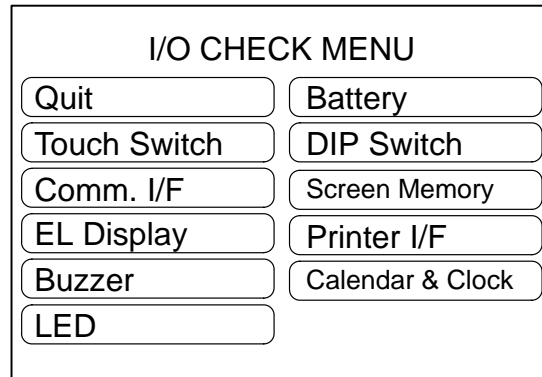 I/O CHECK MENU
Quit
Battery
Touch Switch
DIP Switch
Comm. I/F
Screen Memory
EL Display
Printer I/F
Buzzer
Calendar & Clock
LED